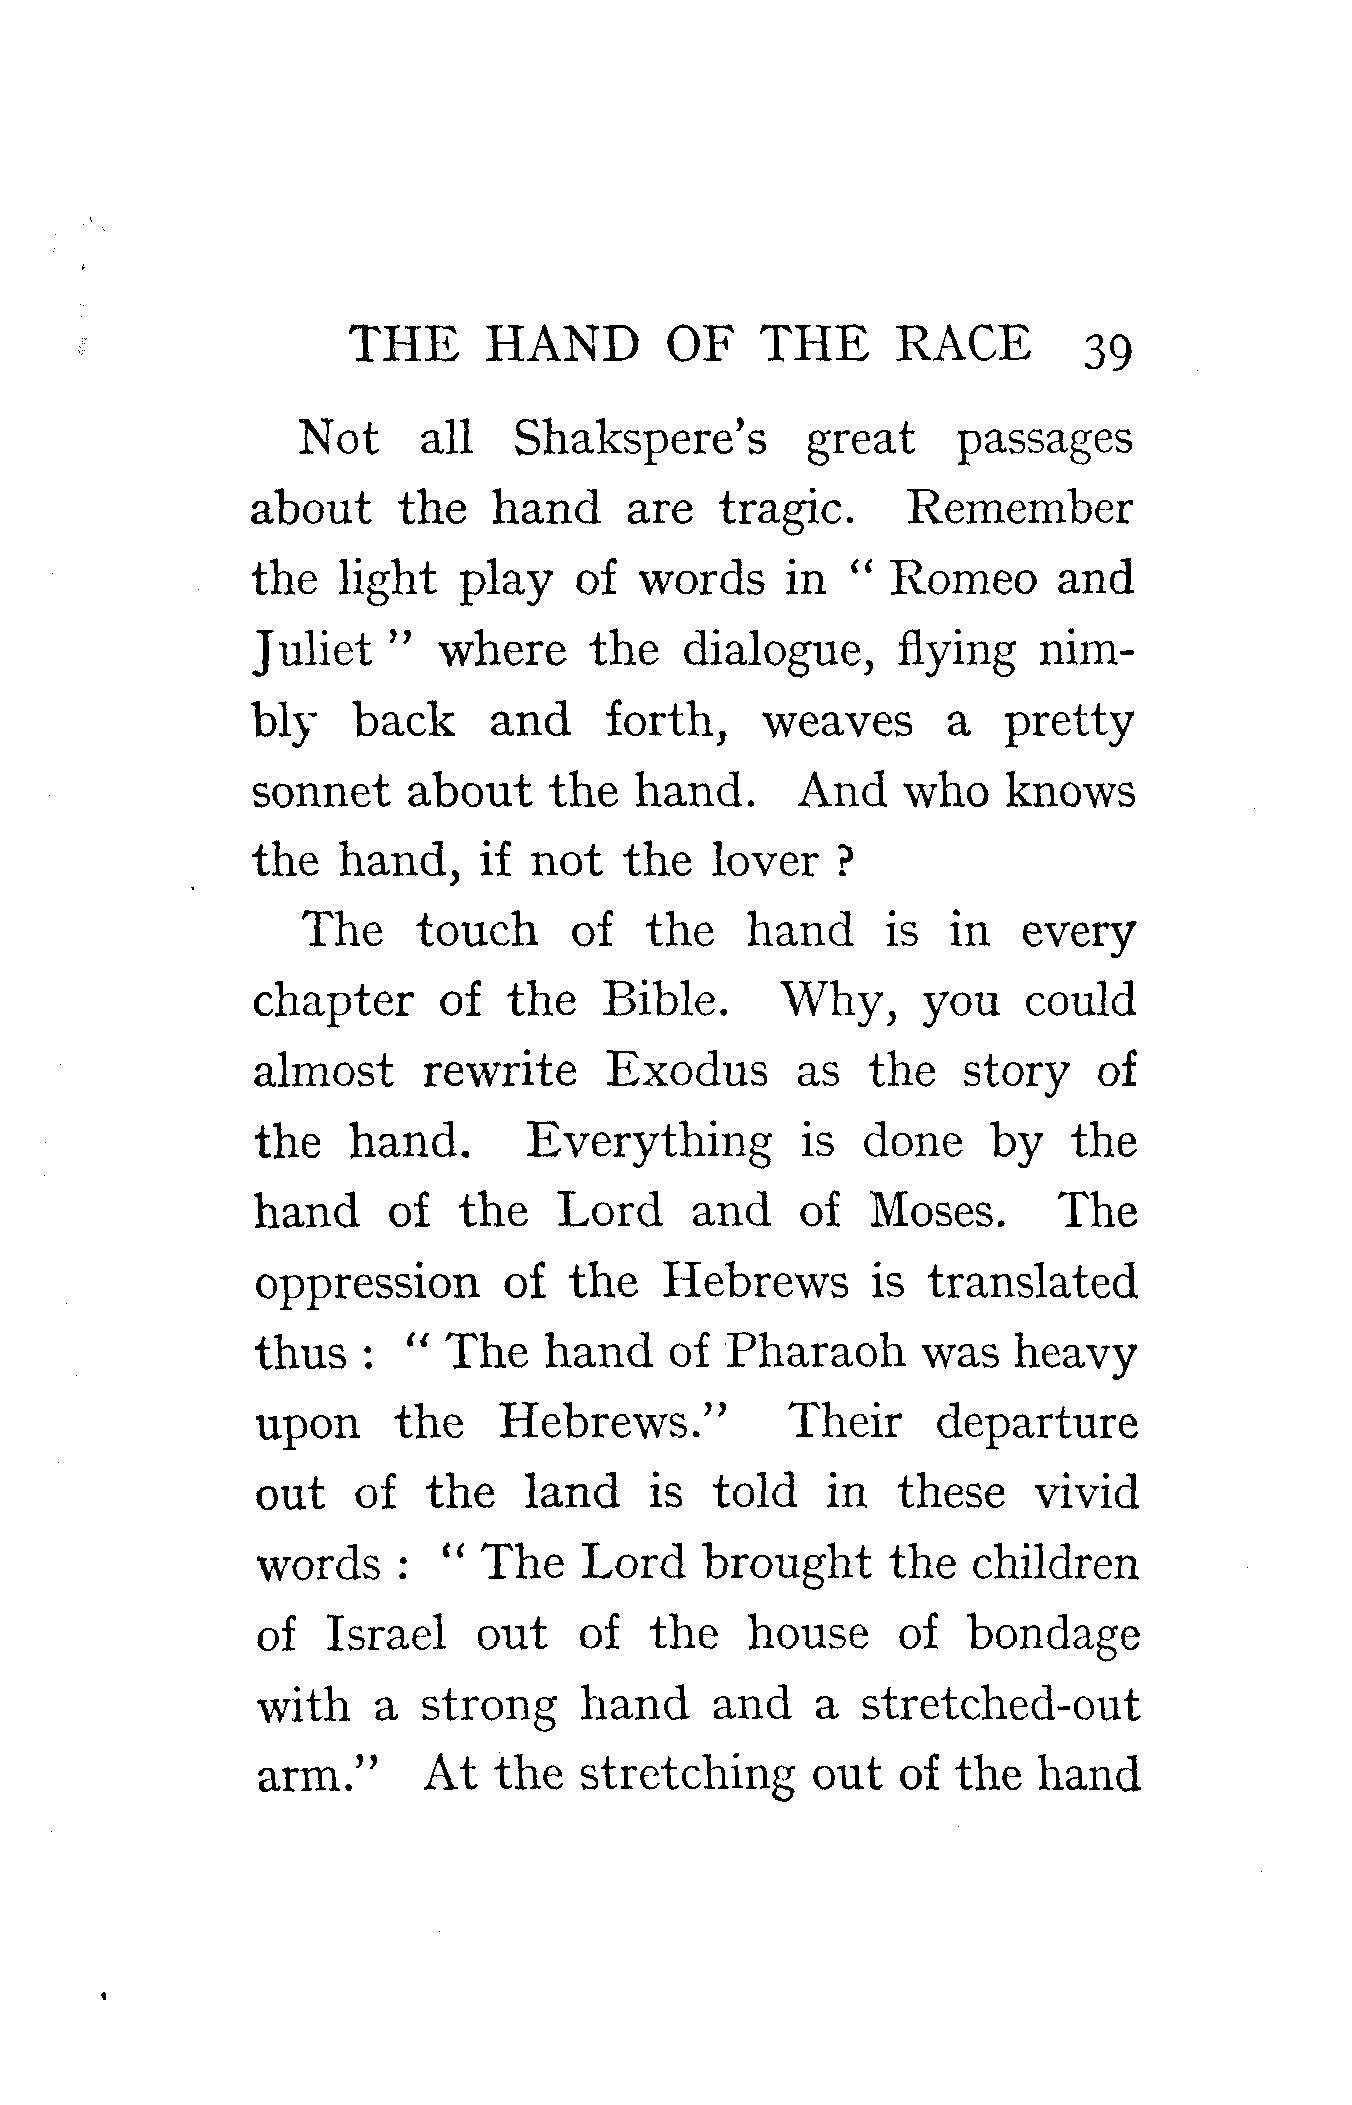 THE HAND OF THE RACE 39
Not all Shakspere's great passages
about the hand are tragic. Remember
the light play of words in " Romeo and
Juliet " where the dialogue, flying nim-
bly back and forth, weaves a pretty
sonnet about the hand. And who knows
the hand, if not the lover ?
The touch of the hand is in every
chapter of the Bible. Why, you could
almost rewrite Exodus as the story of
the hand. Everything is done by the
hand of the Lord and of Moses. The
oppression of the Hebrews is translated
thus : " The hand of Pharaoh was heavy
upon the Hebrews." Their departure
out of the land is told in these vivid
words : " The Lord brought the children
of Israel out of the house of bondage
with a strong hand and a stretched-out
arm." At the stretching out of the hand